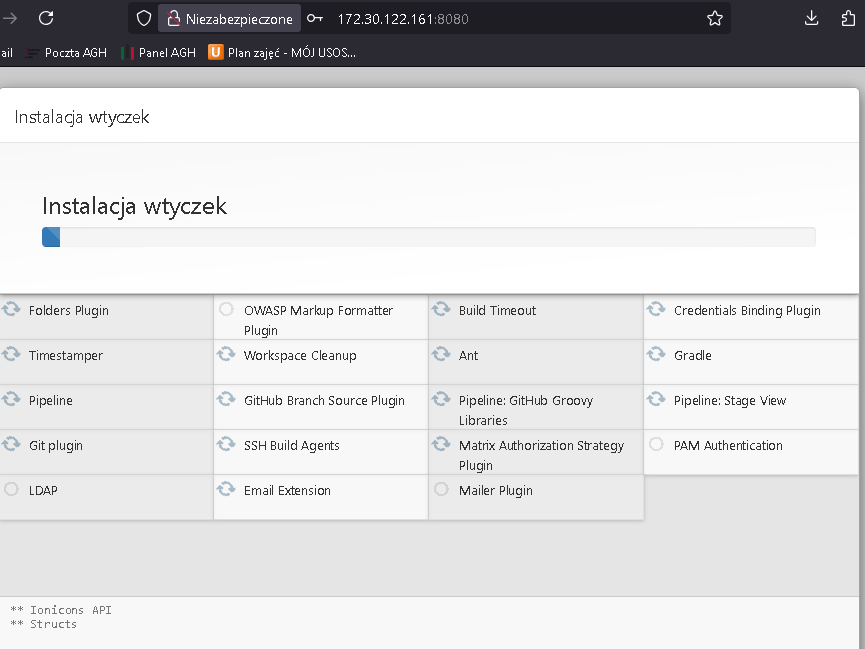 Niezabezpieczone 172.30.122.161:8080
ail Poczta AGH Panel AGH U Plan zajęć - MÓJ USOS...
Instalacja wtyczek
Instalacja wtyczek
Folders Plugin
OWASP Markup Formatter
Plugin
Build Timeout
Credentials Binding Plugin
Timestamper
Workspace Cleanup
Ant
Gradle
Pipeline
GitHub Branch Source Plugin
Pipeline: GitHub Groovy
Libraries
Pipeline: Stage View
Git plugin
SSH Build Agents
Matrix Authorization Strategy
Plugin
PAM Authentication
LDAP
Email Extension
Mailer Plugin
** Ionicons API
** Structs